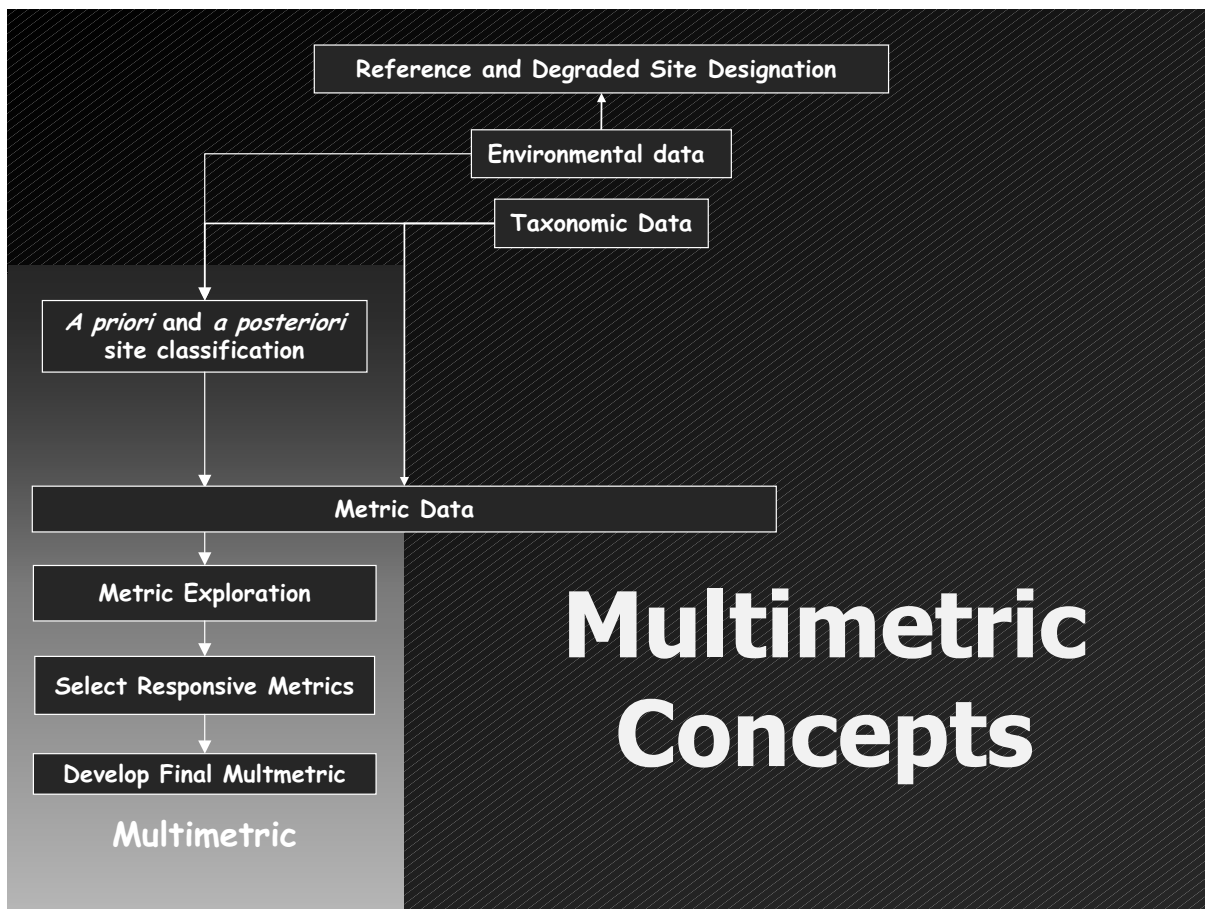 Reference and Degraded Site Designation
Environmental data
Taxonomic Data
A priori and a posteriori
site classification
Metric Data
Metric Exploration
Select Responsive Metrics
Develop Final Multmetric
Multimetric
Multimetric
Concepts